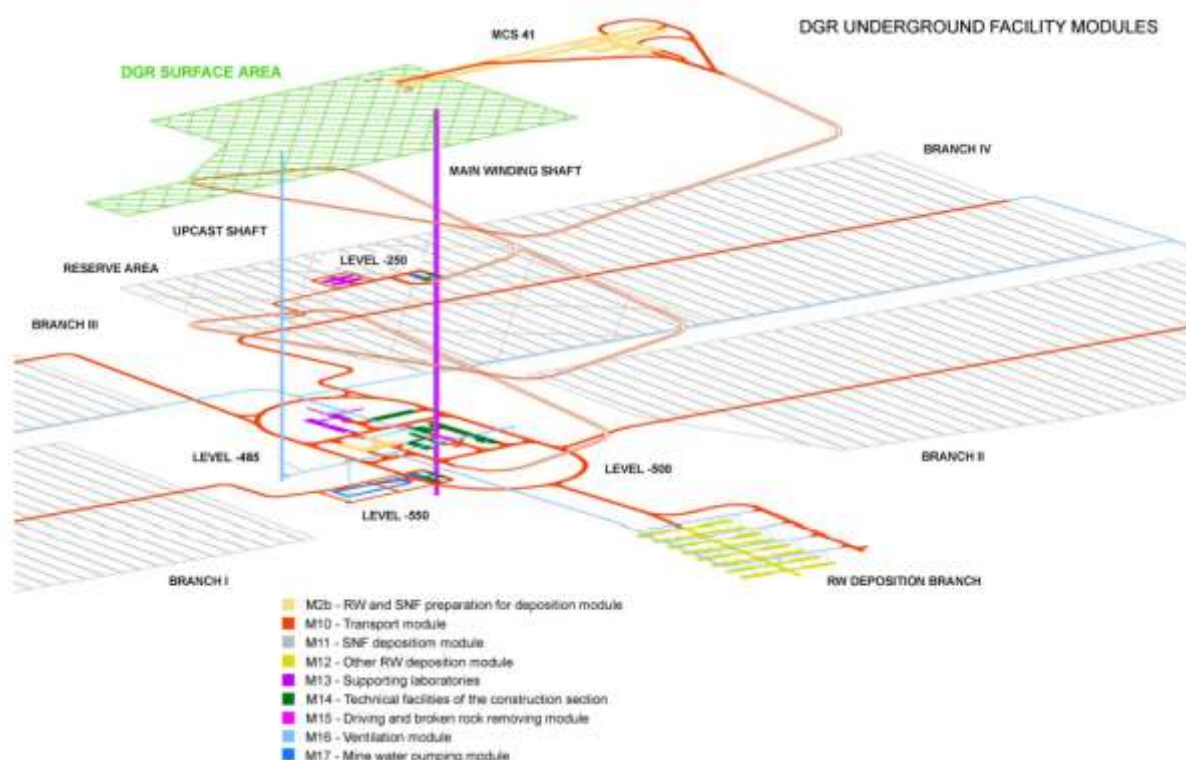 DGR UNDERGROUND FACILITY MODULES
MCS 41
DGR SURFACE AREA
BRANCH IV
MAIN WINDING SHAFT
UPCAST SHAFT
LEVEL -250
RESERVE AREA
BRANCH III
LEVEL -485
LEVEL -500
BRANCH II
LEVEL -550
BRANCH I
RW DEPOSITION BRANCH
M2b - RW and SNF preparation for deposition module
M10 - Transport module
M11 - SNF depositiom module
M12 - Other RW deposition module
M13 - Supporting laboratories
M14 - Technical facilities of the construction section
M15 - Driving and broken rock removing module
M16 - Ventilation module
M17 - Mine water pumping module